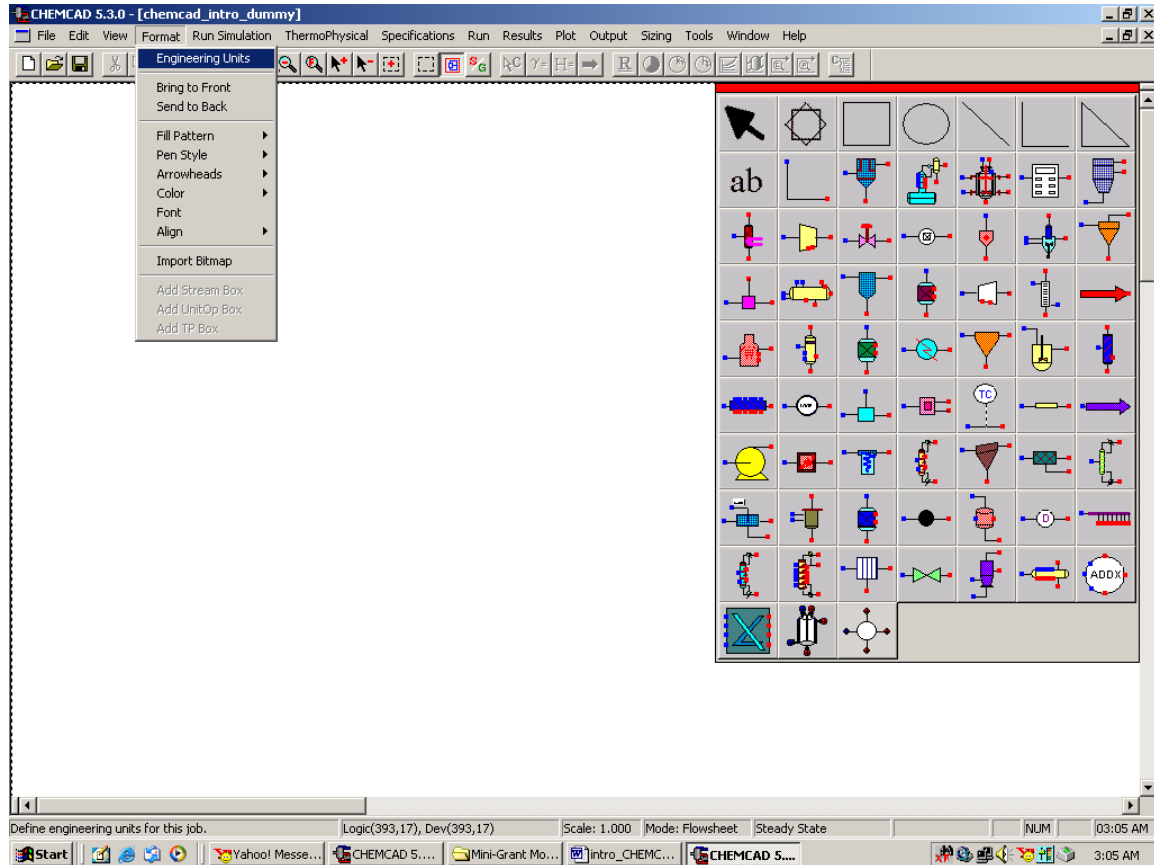 CHEMCAD 5.3.0 - [chemcad_intro_dummy]
File Edit View Format Run Simulation ThermoPhysical Specifications Run Results Plot Output Sizing Tools Window Help
Engineering Units
Bring to Front
Send to Back
Fill Pattern
Pen Style
Arrowheads
Color
Font
Align
Import Bitmap
Add Stream Box
Add UnitOp Box
Add TP Box
S G
R
ab
TC
D
ADDX
Define engineering units for this job. Logic(393,17), Dev(393,17) Scale: 1.000 Mode: Flowsheet Steady State NUM 03:05 AM
Start Yahoo! Messe... CHEMCAD 5.... Mini-Grant Mo... intro_CHEMC... CHEMCAD 5.... 3:05 AM